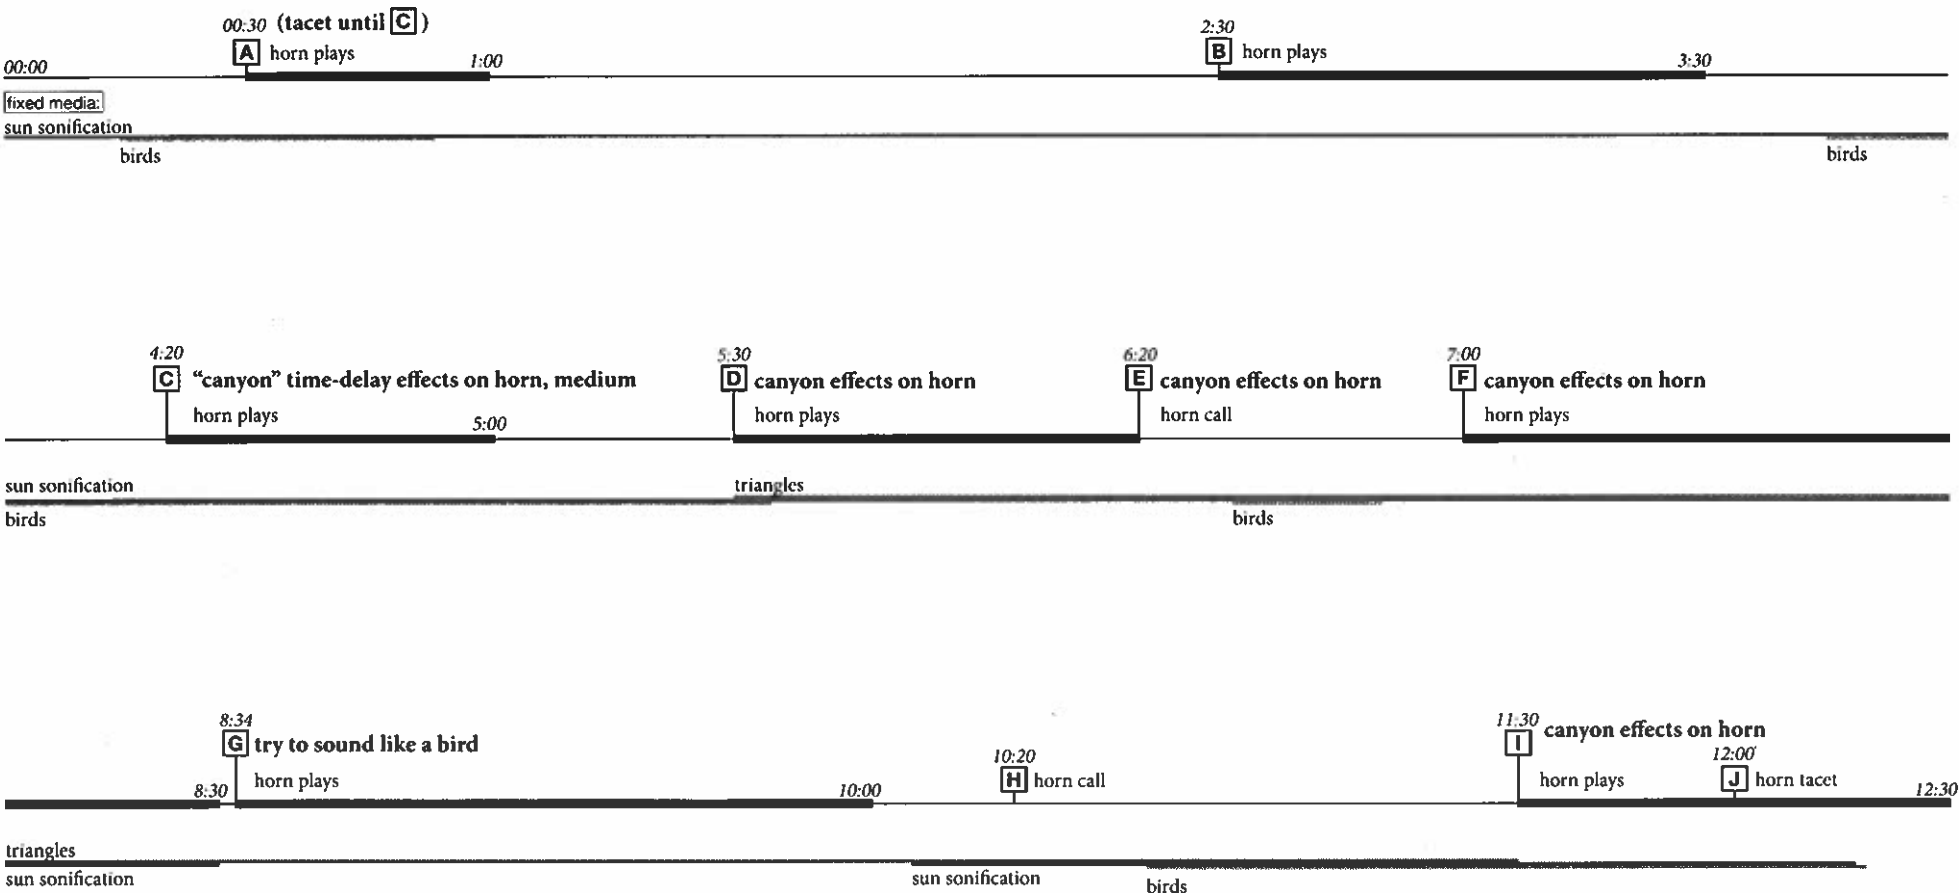 00:30 (tacet until C )
A horn plays
00:00
1:00
2:30
B horn plays
3:30
fixed media:
sun sonification
birds
birds
4:20
C “canyon” time-delay effects on horn, medium
horn plays
5:00
5:30
D canyon effects on horn
horn plays
6:20
E canyon effects on horn
horn call
7:00
F canyon effects on horn
horn plays
sun sonification
birds
triangles
birds
8:34
G try to sound like a bird
horn plays
8:30
10:00
10:20
H horn call
11:30 canyon effects on horn
I
horn plays
12:00
J horn tacet
12:30
triangles
sun sonification
sun sonification
birds